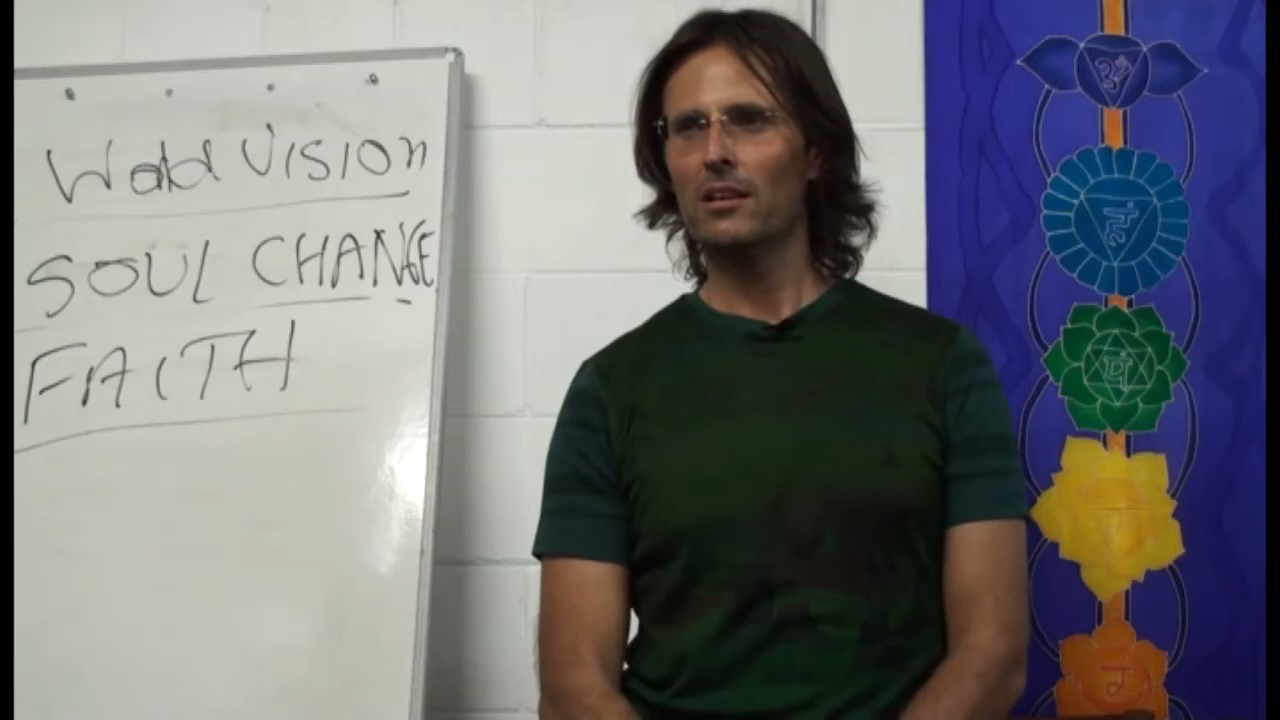 World VISION
SOUL CHANGE
FAITH
ॐ
हं
यं